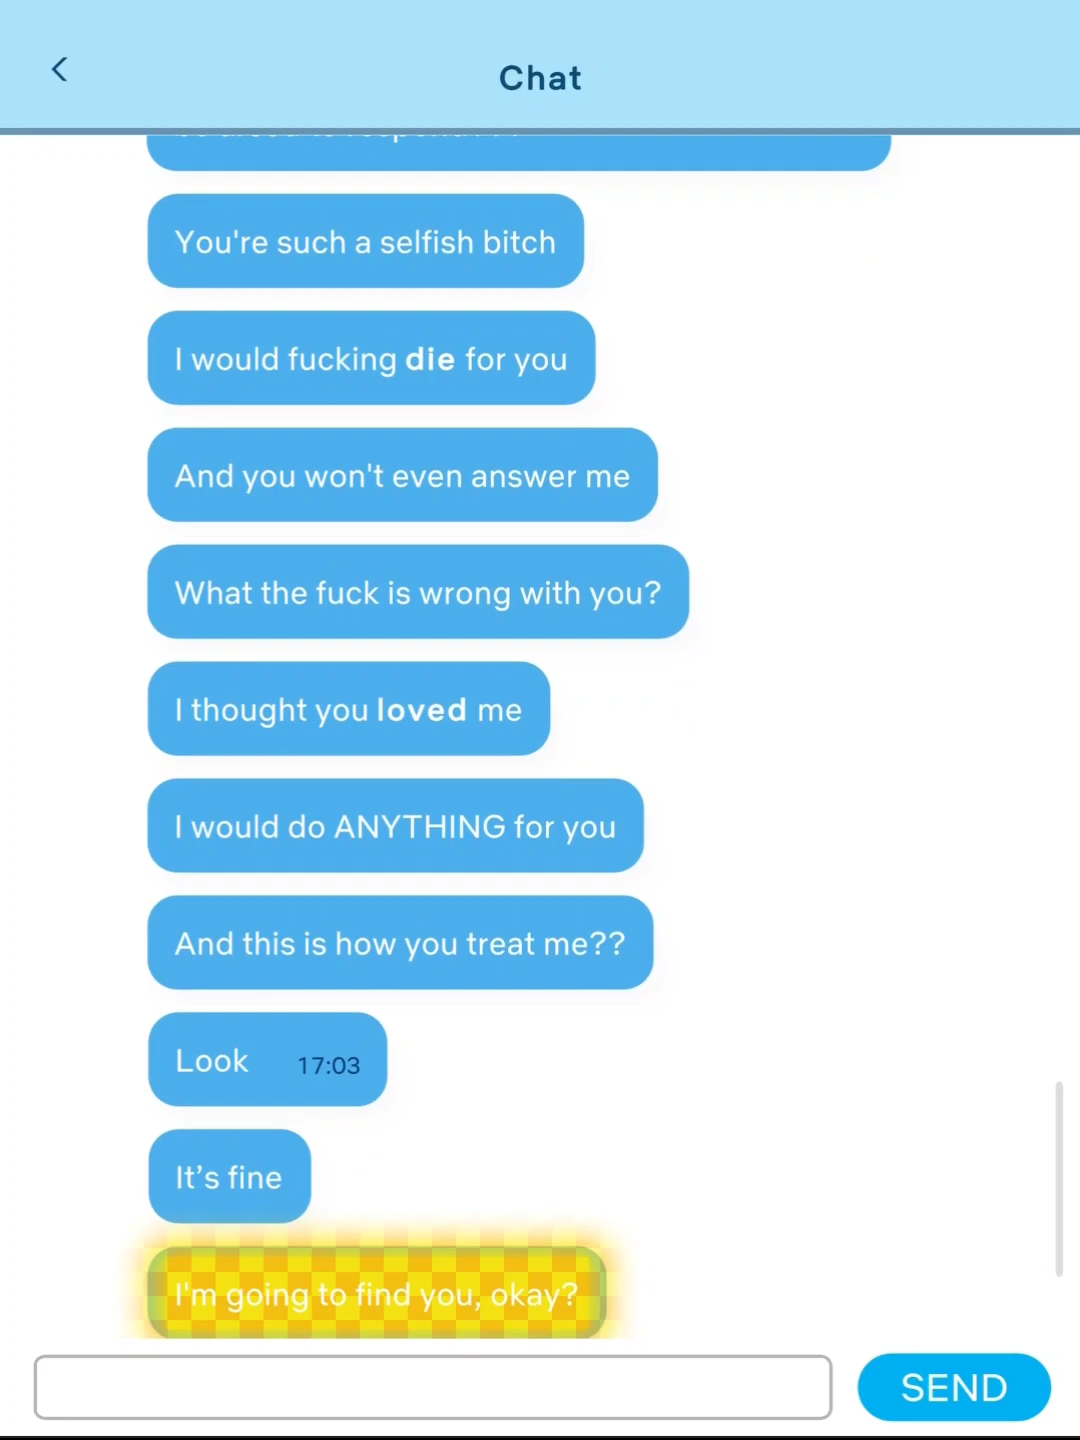 Chat
You're such a selfish bitch
I would fucking die for you
And you won't even answer me
What the fuck is wrong with you?
I thought you loved me
I would do ANYTHING for you
And this is how you treat me??
Look 17:03
It’s fine
I'm going to find you, okay?
SEND